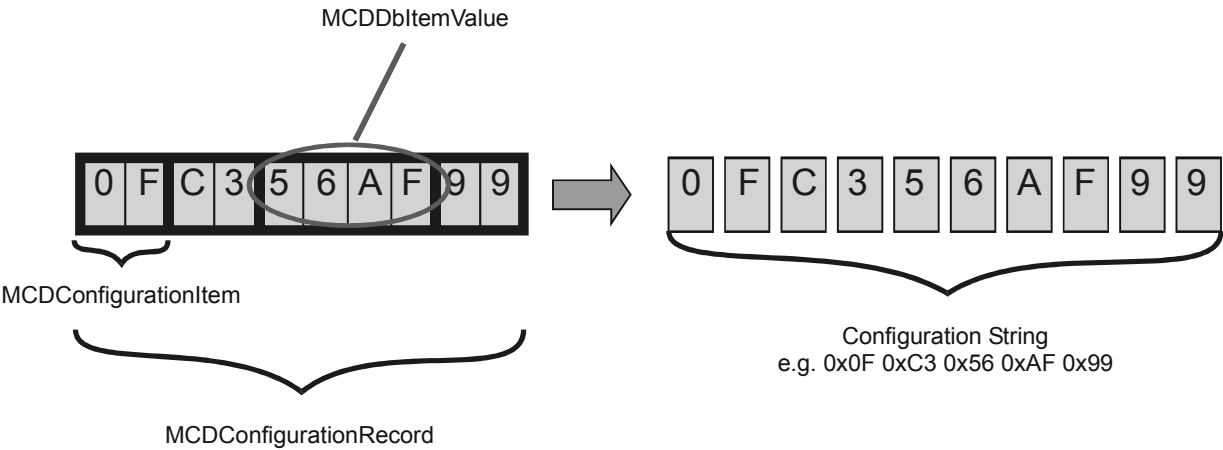 MCDDbItemValue
0 F C 3 5 6 A F 9 9
0 F C 3 5 6 A F 9 9
MCDConfigurationItem
Configuration String
e.g. 0x0F 0xC3 0x56 0xAF 0x99
MCDConfigurationRecord